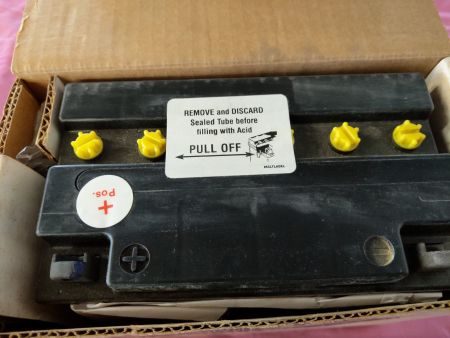 REMOVE and DISCARD
Sealed Tube before
filling with Acid
PULL OFF
+
Pos.